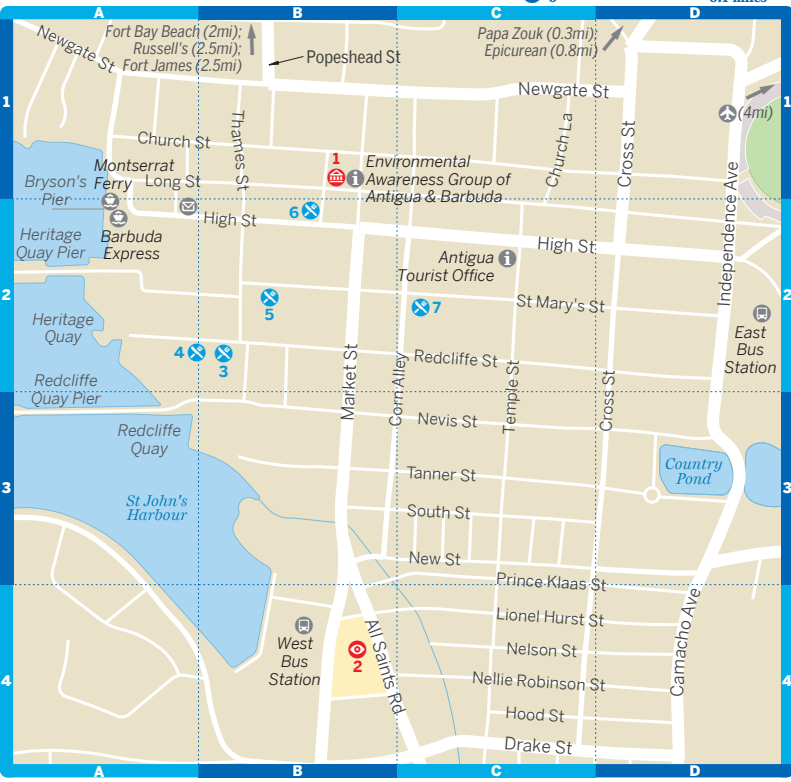 A
B
C
D
Fort Bay Beach (2mi);
Russell's (2.5mi);
Fort James (2.5mi)
Popeshead St
Papa Zouk (0.3mi);
Epicurean (0.8mi)
Newgate St
Newgate St
1
1
(4mi)
Church St
Thames St
Church La
Cross St
Independence Ave
1
Environmental
Awareness Group of
Antigua & Barbuda
Montserrat
Ferry
Long St
Bryson's
Pier
6
High St
Barbuda
Express
Heritage
Quay Pier
High St
Antigua
Tourist Office
2
2
5
7
St Mary's St
East
Bus
Station
Heritage
Quay
4
3
Redcliffe St
Market St
Corn Alley
Temple St
Cross St
Redcliffe
Quay Pier
Nevis St
Redcliffe
Quay
Tanner St
Country
Pond
3
3
St John's
Harbour
South St
New St
Prince Klaas St
Lionel Hurst St
Camacho Ave
West
Bus
Station
2
All Saints Rd
Nelson St
4
4
Nellie Robinson St
Hood St
Drake St
A
B
C
D